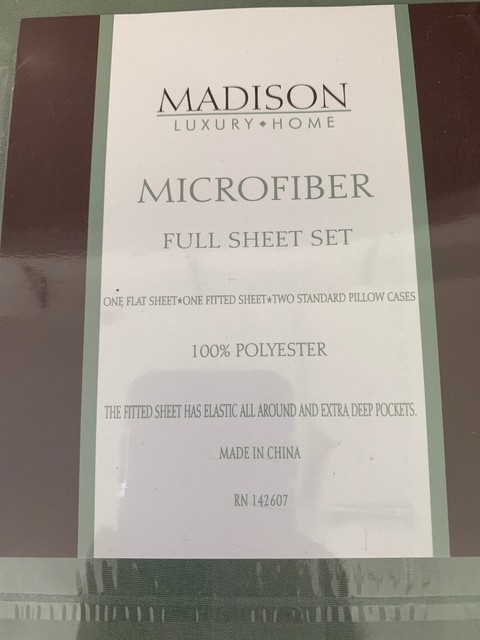 MADISON
LUXURY◆HOME
MICROFIBER
FULL SHEET SET
ONE FLAT SHEET★ONE FITTED SHEET★TWO STANDARD PILLOW CASES
100% POLYESTER
THE FITTED SHEET HAS ELASTIC ALL AROUND AND EXTRA DEEP POCKETS.
MADE IN CHINA
RN 142607